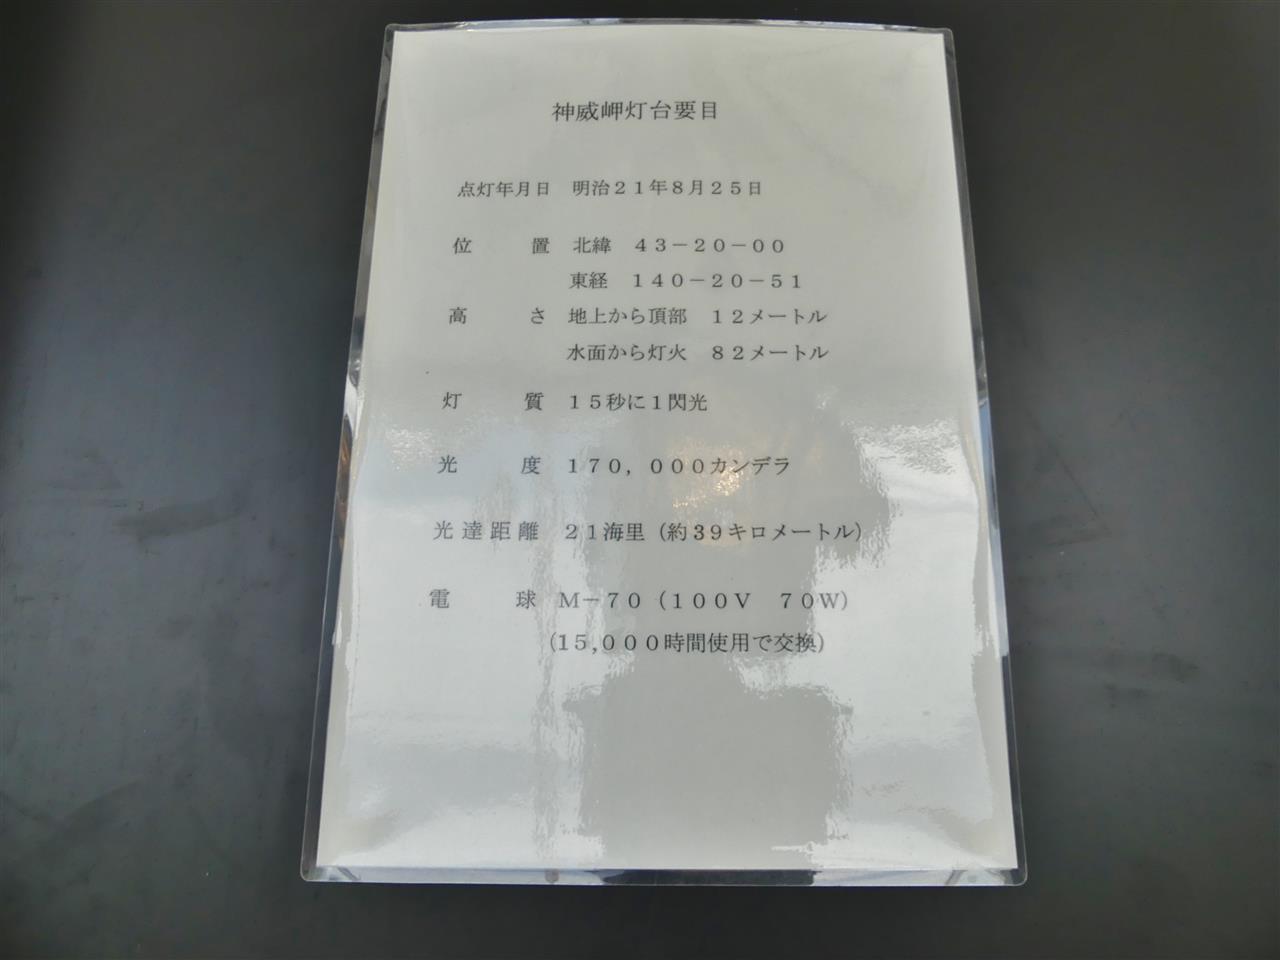 神威岬灯台要目
点灯年月日　明治２１年８月２５日
位　　置　北緯　４３－２０－００
東経　１４０－２０－５１
高　　さ　地上から頂部　１２メートル
水面から灯火　８２メートル
灯　　質　１５秒に１閃光
光　　度　１７０，０００カンデラ
光達距離　２１海里（約３９キロメートル）
電　　球　Ｍ－７０（１００Ｖ　７０Ｗ）
（１５,０００時間使用で交換）